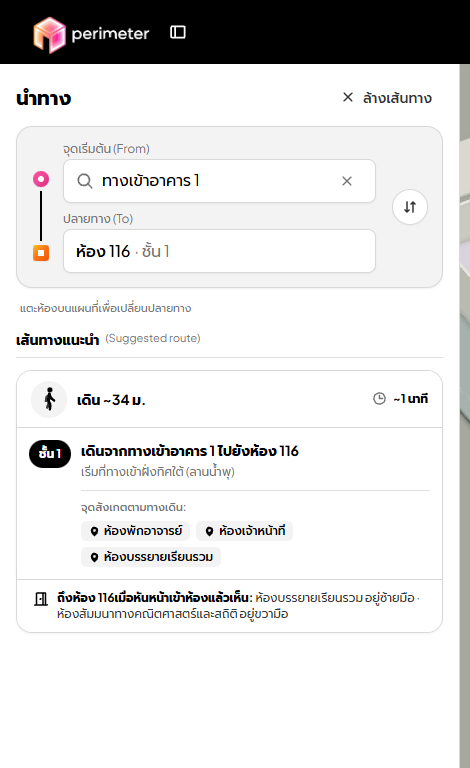 perimeter
นำทาง
ล้างเส้นทาง
จุดเริ่มต้น (From)
ทางเข้าอาคาร 1
ปลายทาง (To)
ห้อง 116 · ชั้น 1
แตะห้องบนแผนที่เพื่อเปลี่ยนปลายทาง
เส้นทางแนะนำ (Suggested route)
เดิน ~34 ม.
~1 นาที
ชั้น 1
เดินจากทางเข้าอาคาร 1 ไปยังห้อง 116
เริ่มที่ทางเข้าฝั่งทิศใต้ (ลานน้ำพุ)
จุดสังเกตตามทางเดิน:
ห้องพักอาจารย์
ห้องเจ้าหน้าที่
ห้องบรรยายเรียนรวม
ถึงห้อง 116เมื่อหันหน้าเข้าห้องแล้วเห็น: ห้องบรรยายเรียนรวม อยู่ซ้ายมือ ·
ห้องสัมมนาทางคณิตศาสตร์และสถิติ อยู่ขวามือ